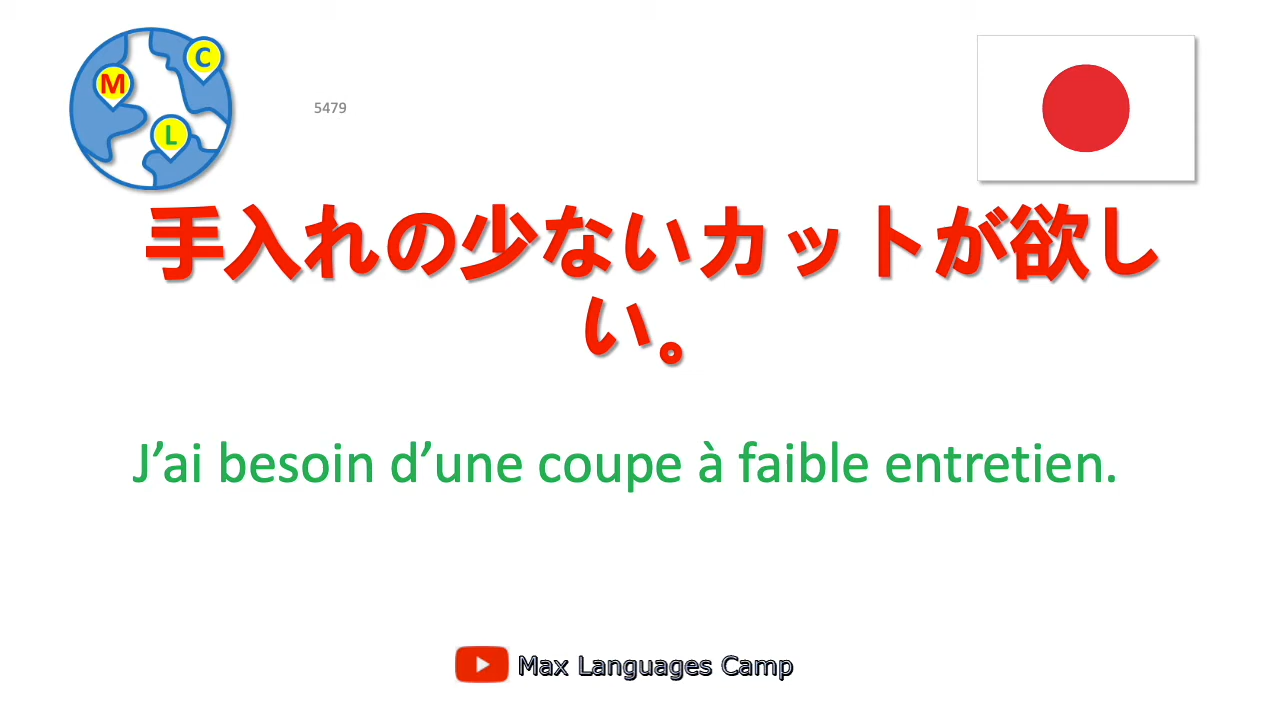 M
C
L
5479
手入れの少ないカットが欲し
い。
J’ai besoin d’une coupe à faible entretien.
Max Languages Camp